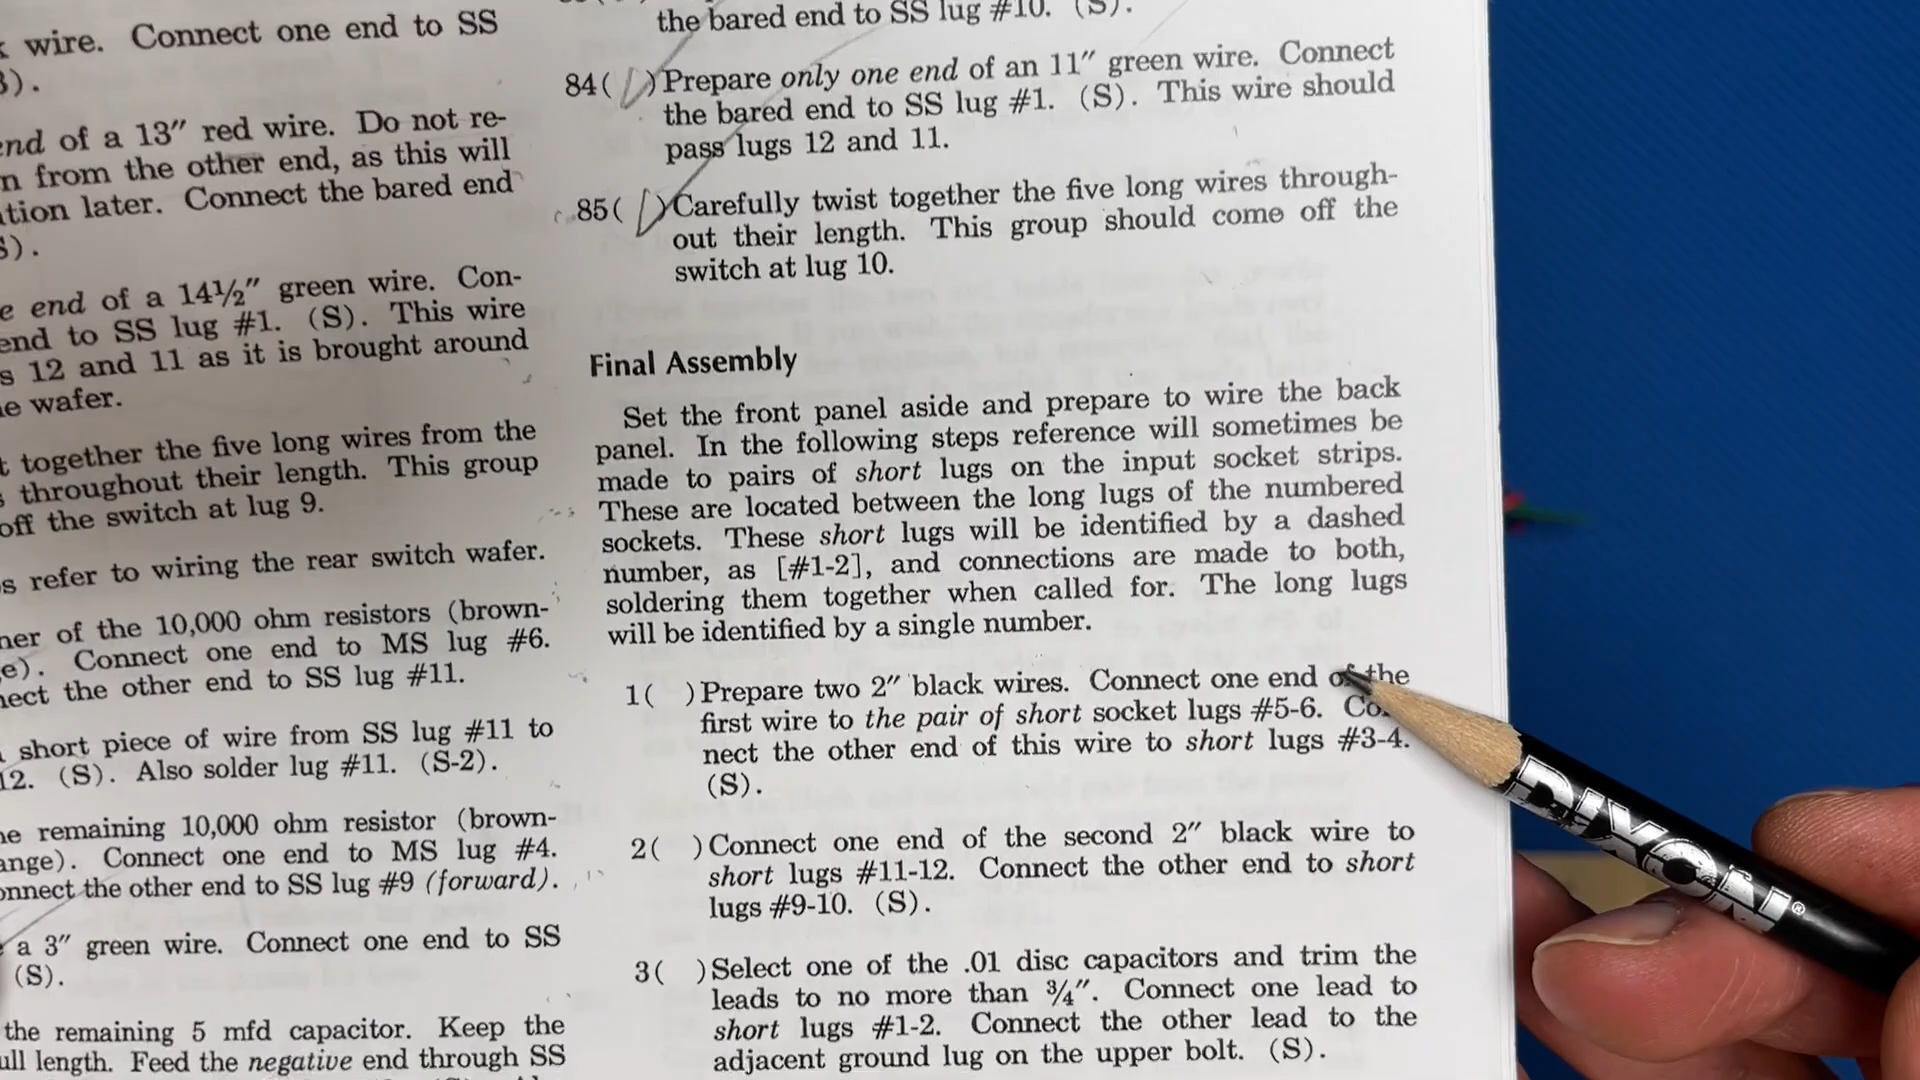 wire. Connect one end to SS
).
end of a 13″ red wire. Do not re-
n from the other end, as this will
tion later. Connect the bared end
).
e end of a 14½″ green wire. Con-
end to SS lug #1. (S). This wire
s 12 and 11 as it is brought around
e wafer.
t together the five long wires from the
s throughout their length. This group
off the switch at lug 9.
s refer to wiring the rear switch wafer.
ner of the 10,000 ohm resistors (brown-
e). Connect one end to MS lug #6.
nect the other end to SS lug #11.
short piece of wire from SS lug #11 to
12. (S). Also solder lug #11. (S-2).
he remaining 10,000 ohm resistor (brown-
ange). Connect one end to MS lug #4.
onnect the other end to SS lug #9 (forward).
a 3″ green wire. Connect one end to SS
(S).
the remaining 5 mfd capacitor. Keep the
ull length. Feed the negative end through SS
the bared end to SS lug #10. (S).
84( ) Prepare only one end of an 11″ green wire. Connect
the bared end to SS lug #1. (S). This wire should
pass lugs 12 and 11.
85( ) Carefully twist together the five long wires through-
out their length. This group should come off the
switch at lug 10.
Final Assembly
Set the front panel aside and prepare to wire the back
panel. In the following steps reference will sometimes be
made to pairs of short lugs on the input socket strips.
These are located between the long lugs of the numbered
sockets. These short lugs will be identified by a dashed
number, as [#1-2], and connections are made to both,
soldering them together when called for. The long lugs
will be identified by a single number.
1( ) Prepare two 2″ black wires. Connect one end of the
first wire to the pair of short socket lugs #5-6. Con-
nect the other end of this wire to short lugs #3-4.
(S).
2( ) Connect one end of the second 2″ black wire to
short lugs #11-12. Connect the other end to short
lugs #9-10. (S).
3( ) Select one of the .01 disc capacitors and trim the
leads to no more than ¾″. Connect one lead to
short lugs #1-2. Connect the other lead to the
adjacent ground lug on the upper bolt. (S).
DIXON®